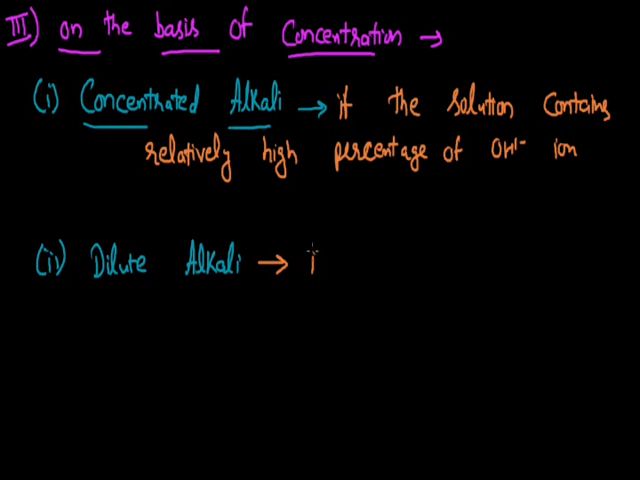 III) on the basis of Concentration →
(i) Concentrated Alkali → if the solution Contains
relatively high percentage of OH⁻ ion
(ii) Dilute Alkali → i